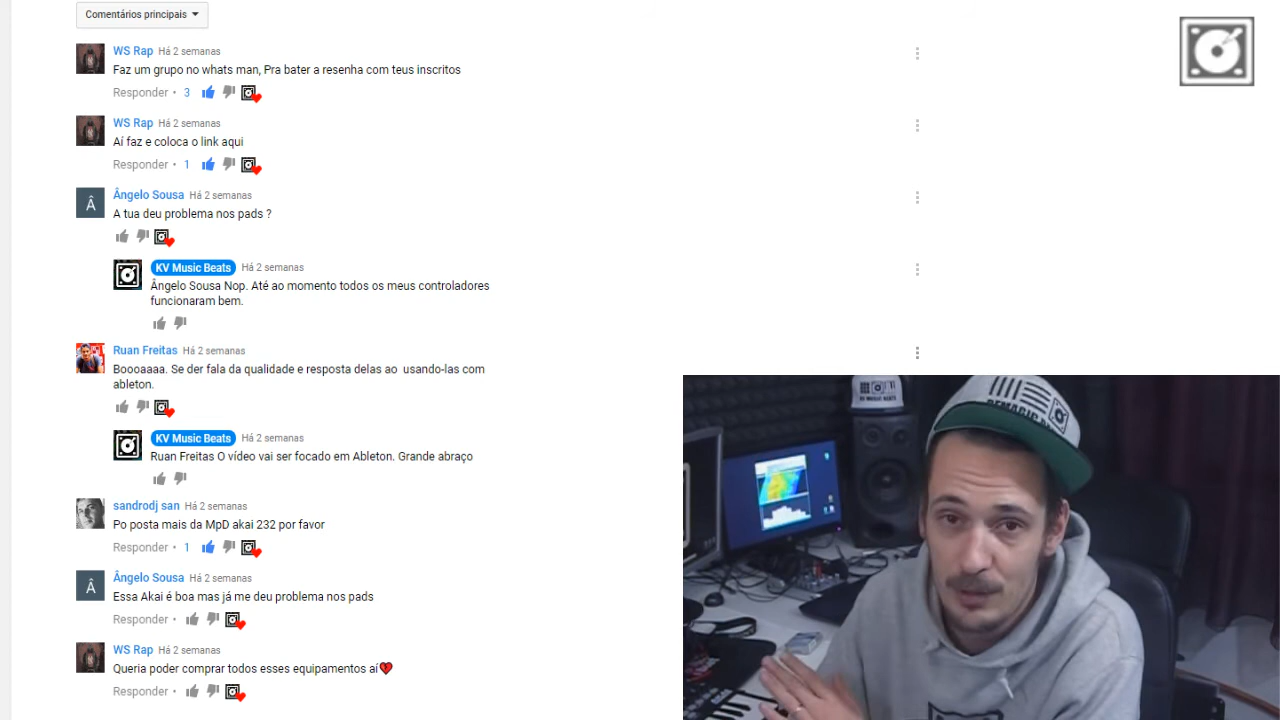 Comentários principais
WS Rap Há 2 semanas
Faz um grupo no whats man, Pra bater a resenha com teus inscritos
Responder • 3
WS Rap Há 2 semanas
Aí faz e coloca o link aqui
Responder • 1
Ângelo Sousa Há 2 semanas
Â
A tua deu problema nos pads ?
KV Music Beats Há 2 semanas
Ângelo Sousa Nop. Até ao momento todos os meus controladores
funcionaram bem.
Ruan Freitas Há 2 semanas
Boooaaaa. Se der fala da qualidade e resposta delas ao usando-las com
ableton.
KV Music Beats Há 2 semanas
Ruan Freitas O vídeo vai ser focado em Ableton. Grande abraço
sandrodj san Há 2 semanas
Po posta mais da MpD akai 232 por favor
Responder • 1
Ângelo Sousa Há 2 semanas
Â
Essa Akai é boa mas já me deu problema nos pads
Responder •
WS Rap Há 2 semanas
Queria poder comprar todos esses equipamentos aí💔
Responder •